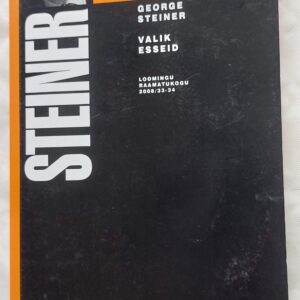 STEINER
GEORGE
STEINER
VALIK
ESSEID
LOOMINGU
RAAMATUKOGU
2008/33-34